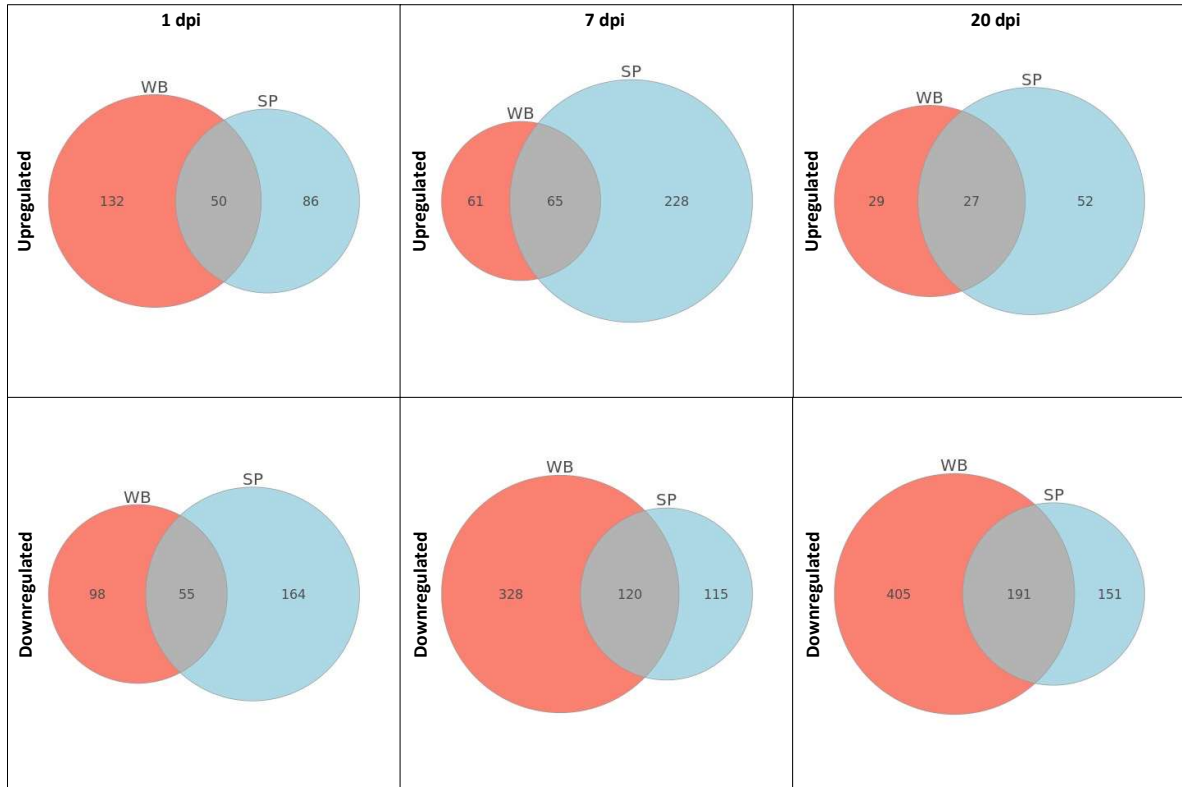 1 dpi
7 dpi
20 dpi
Upregulated
WB
SP
132
50
86
Upregulated
WB
SP
61
65
228
Upregulated
WB
SP
29
27
52
Downregulated
WB
SP
98
55
164
Downregulated
WB
SP
328
120
115
Downregulated
WB
SP
405
191
151